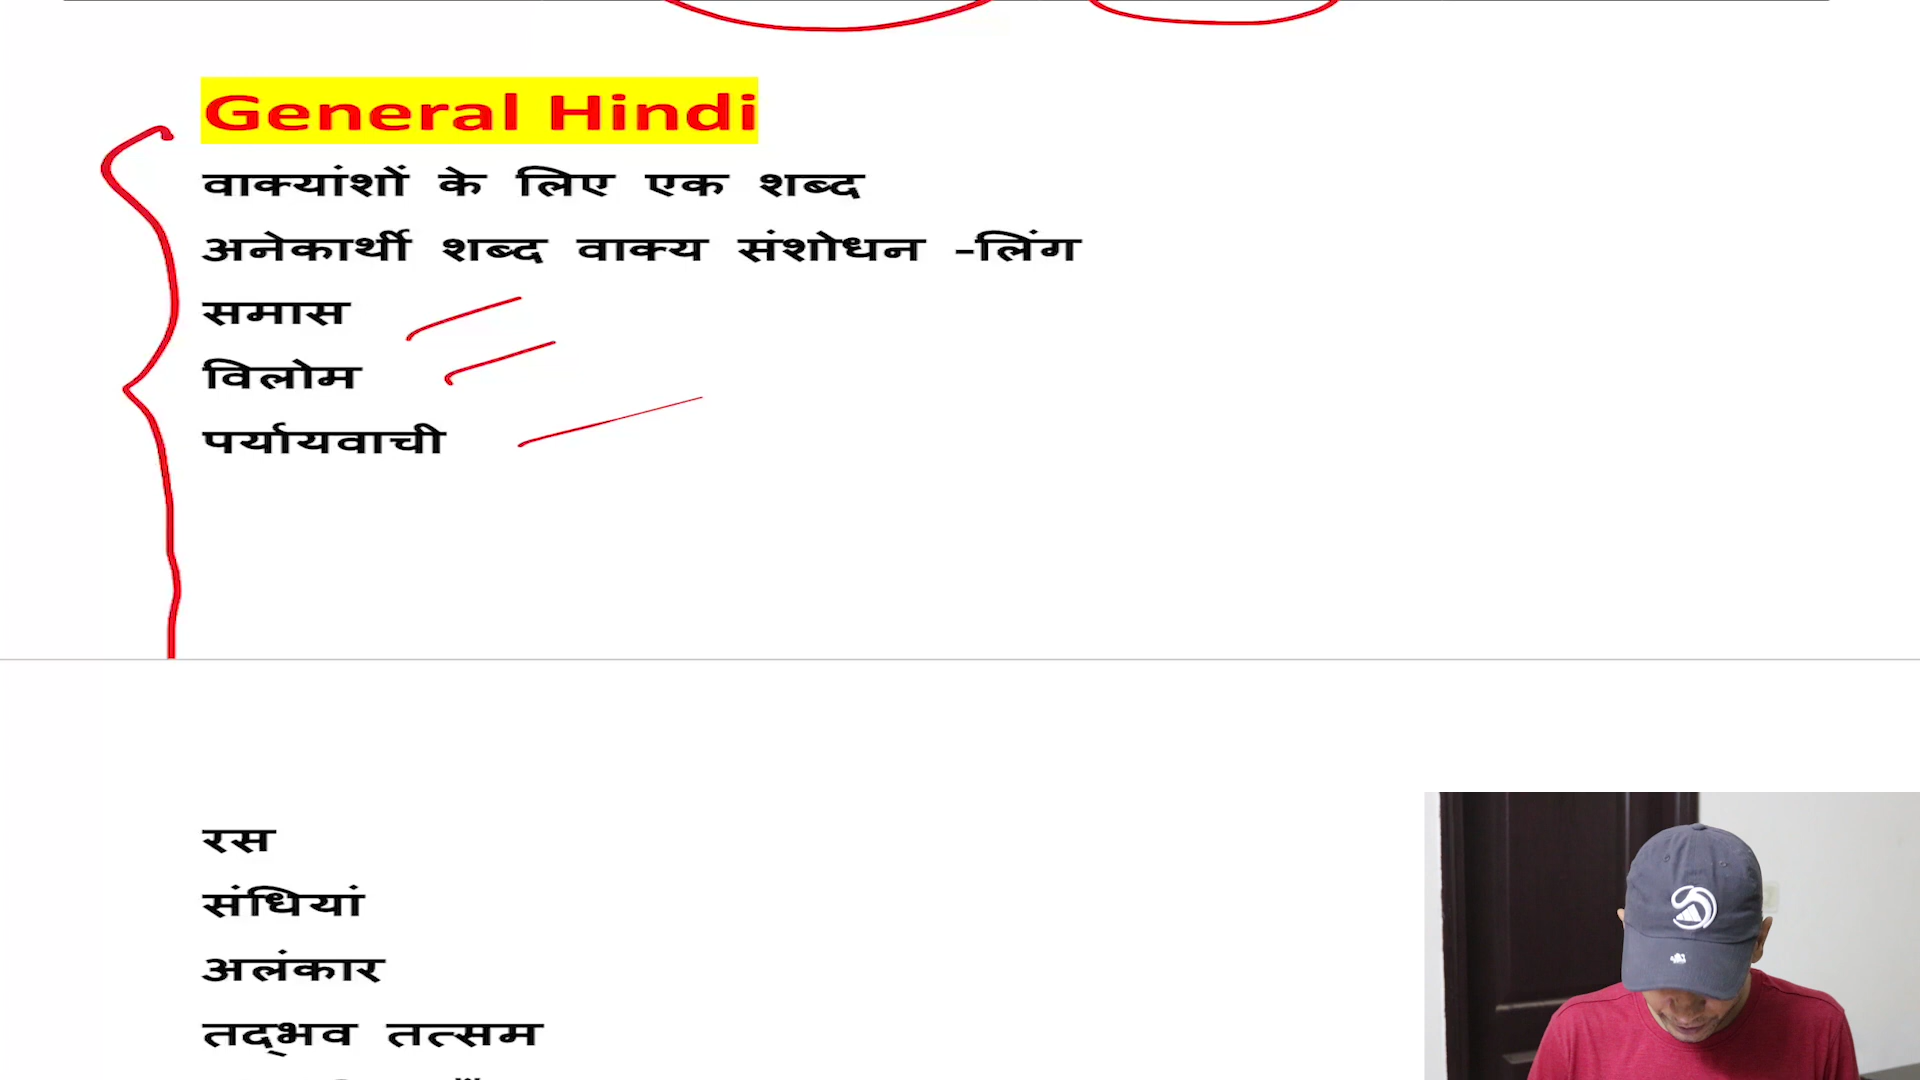 General Hindi
वाक्यांशों के लिए एक शब्द
अनेकार्थी शब्द वाक्य संशोधन -लिंग
समास
विलोम
पर्यायवाची
रस
संधियां
अलंकार
तद्भव तत्सम